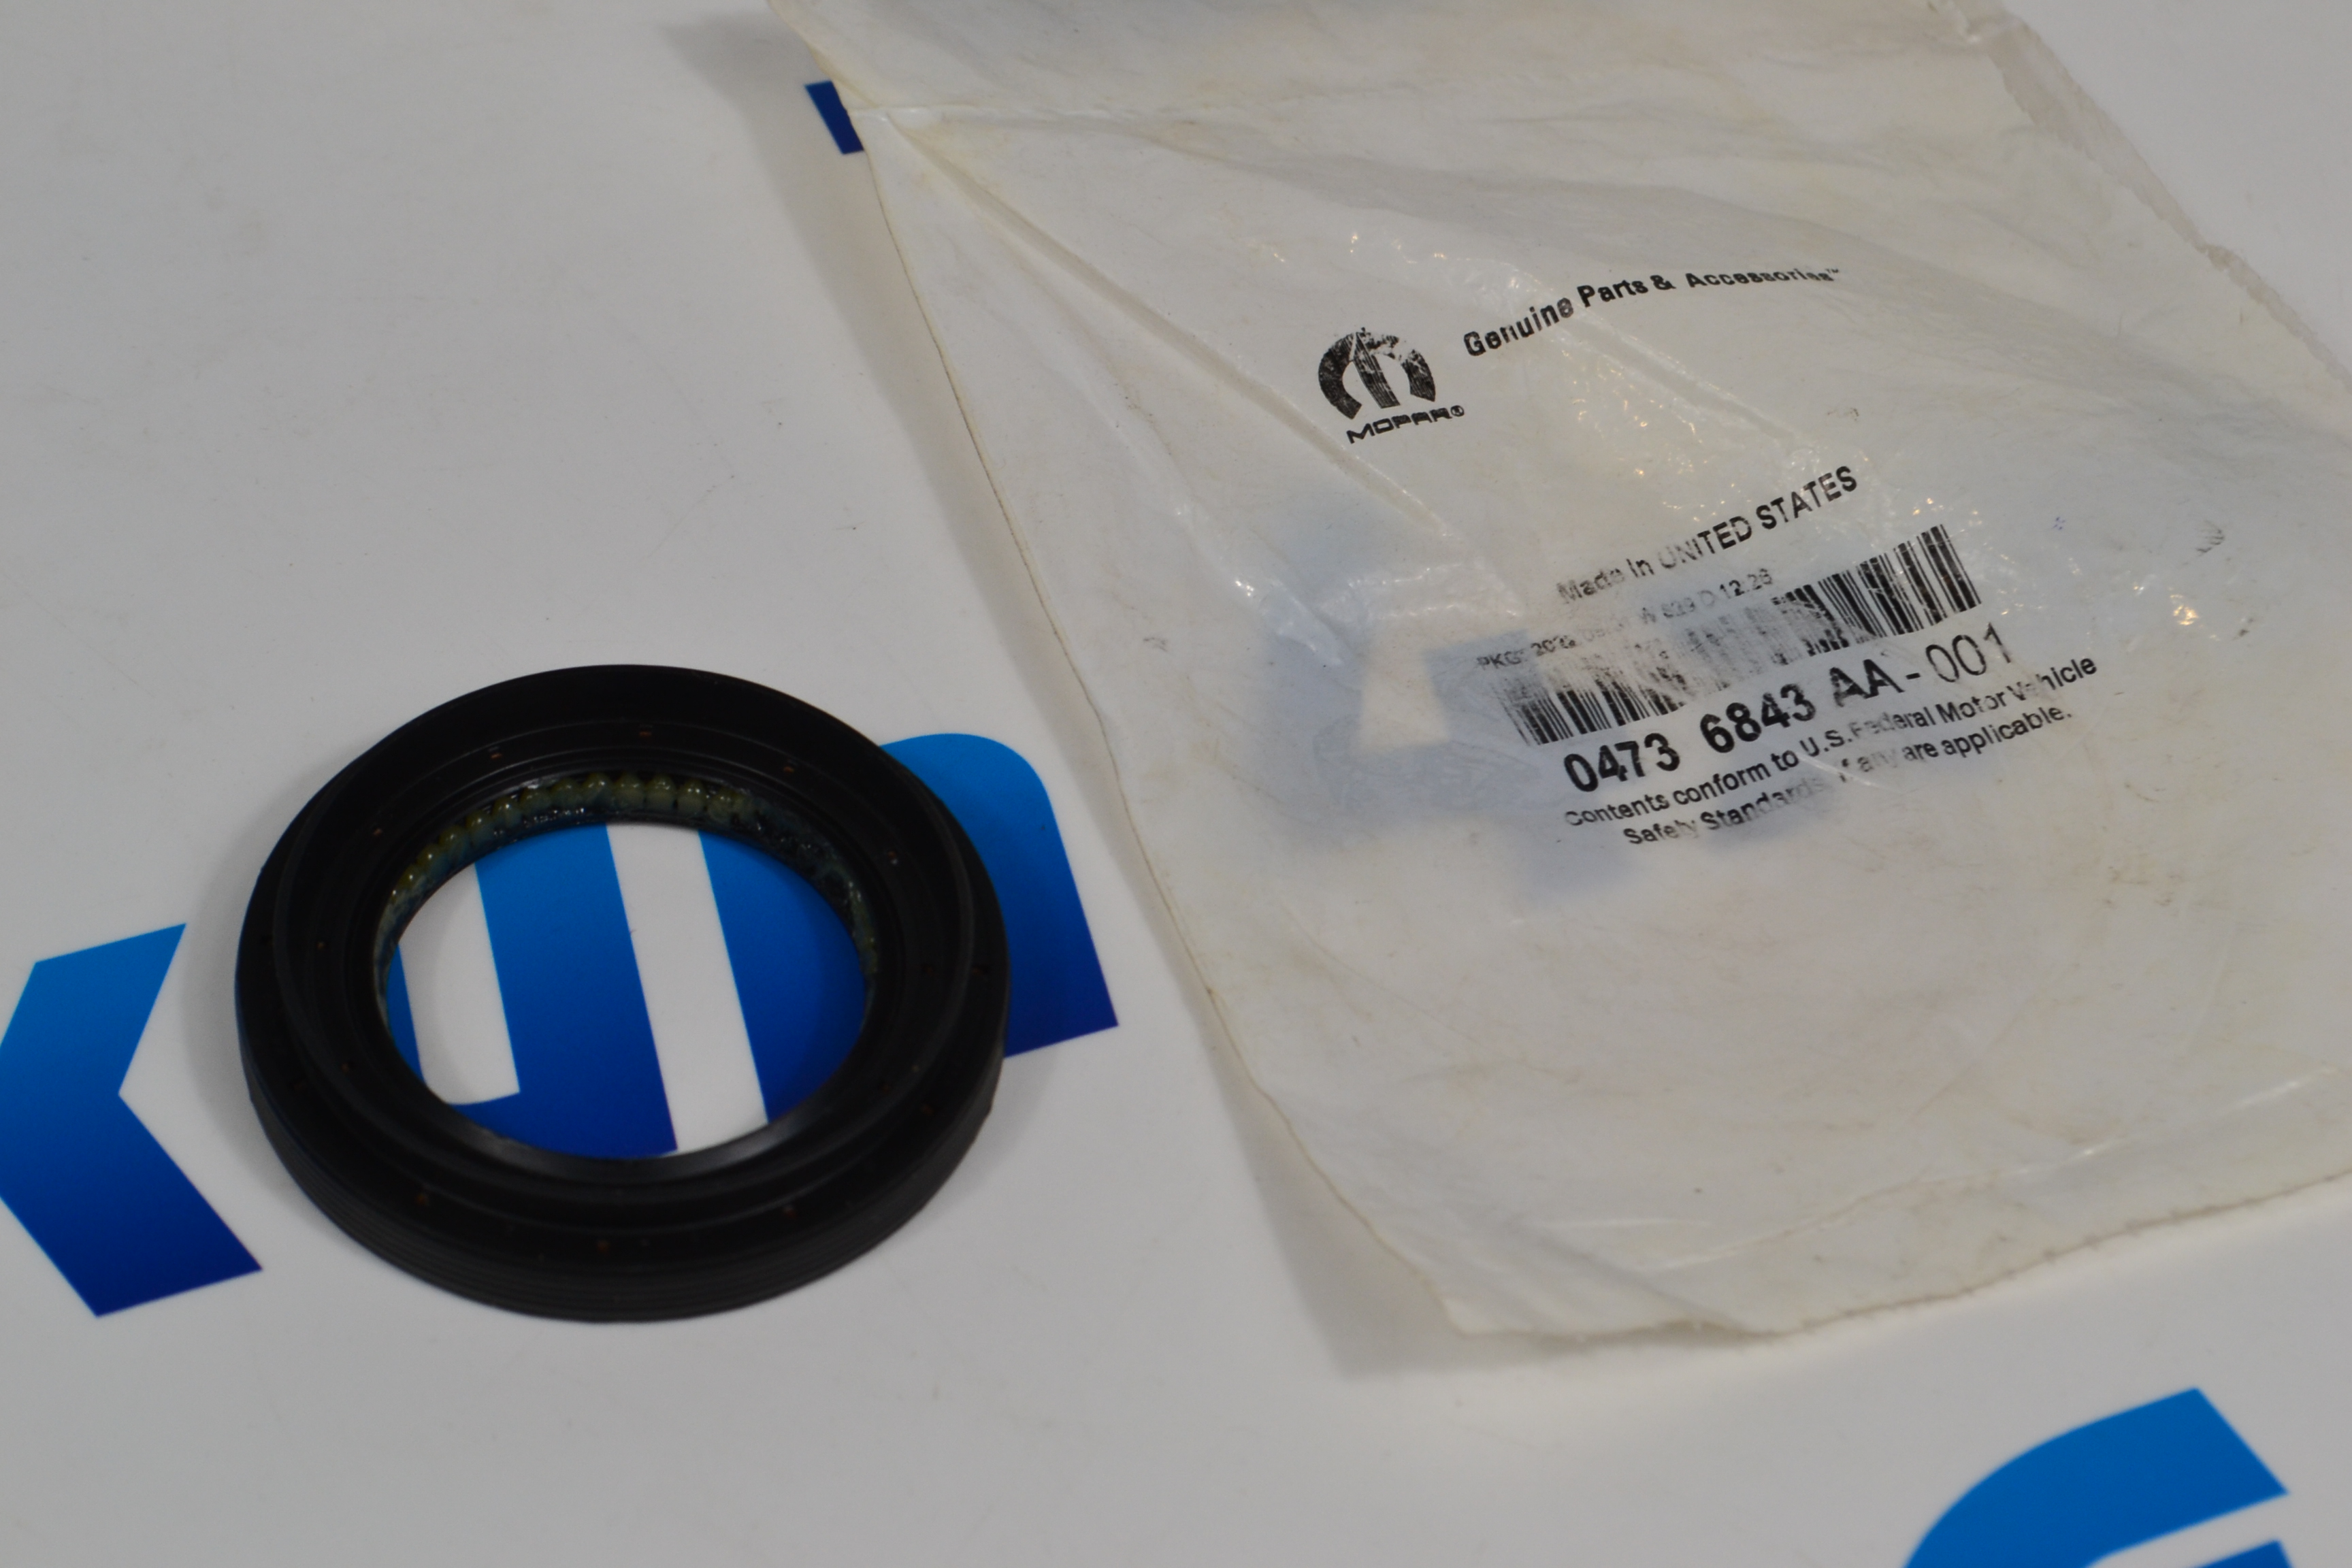 Genuine Parts & Accessories™
MOPAR®
Made in UNITED STATES
0473 6843 AA-001
Contents conform to U.S. Federal Motor Vehicle
Safety Standards, if any are applicable.